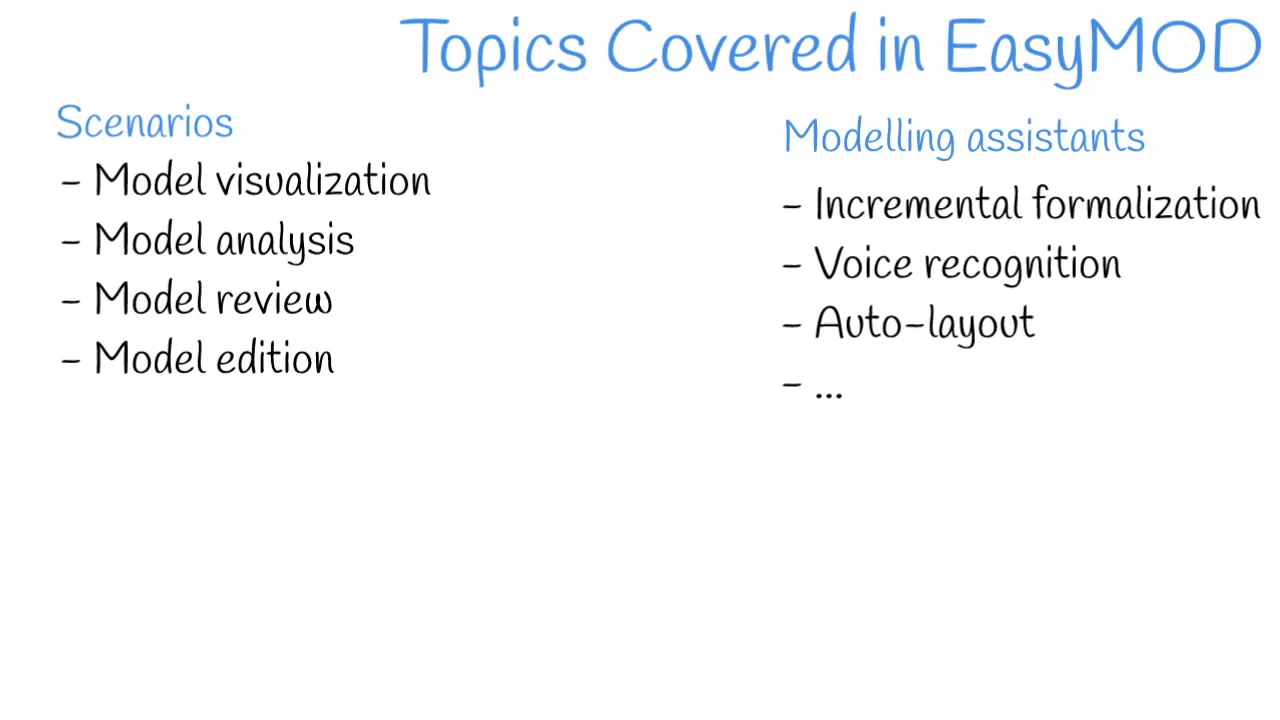 Topics Covered in EasyMOD
Scenarios
- Model visualization
- Model analysis
- Model review
- Model edition
Modelling assistants
- Incremental formalization
- Voice recognition
- Auto-layout
- ...